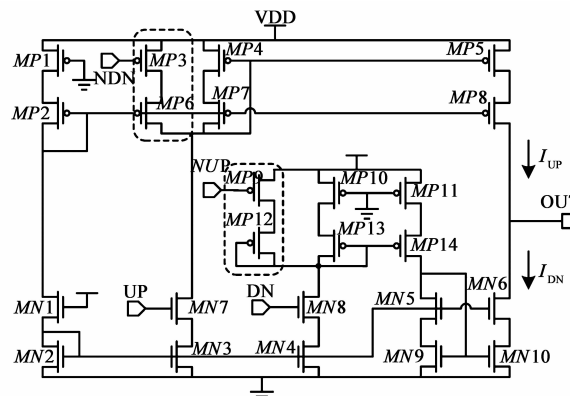 VDD
MP1
NDN
MP3
MP4
MP5
MP2
MP6
MP7
MP8
NUP
MP9
MP10
MP11
I_UP
OUT
MP12
MP13
MP14
I_DN
MN1
UP
MN7
DN
MN8
MN5
MN6
MN2
MN3
MN4
MN9
MN10